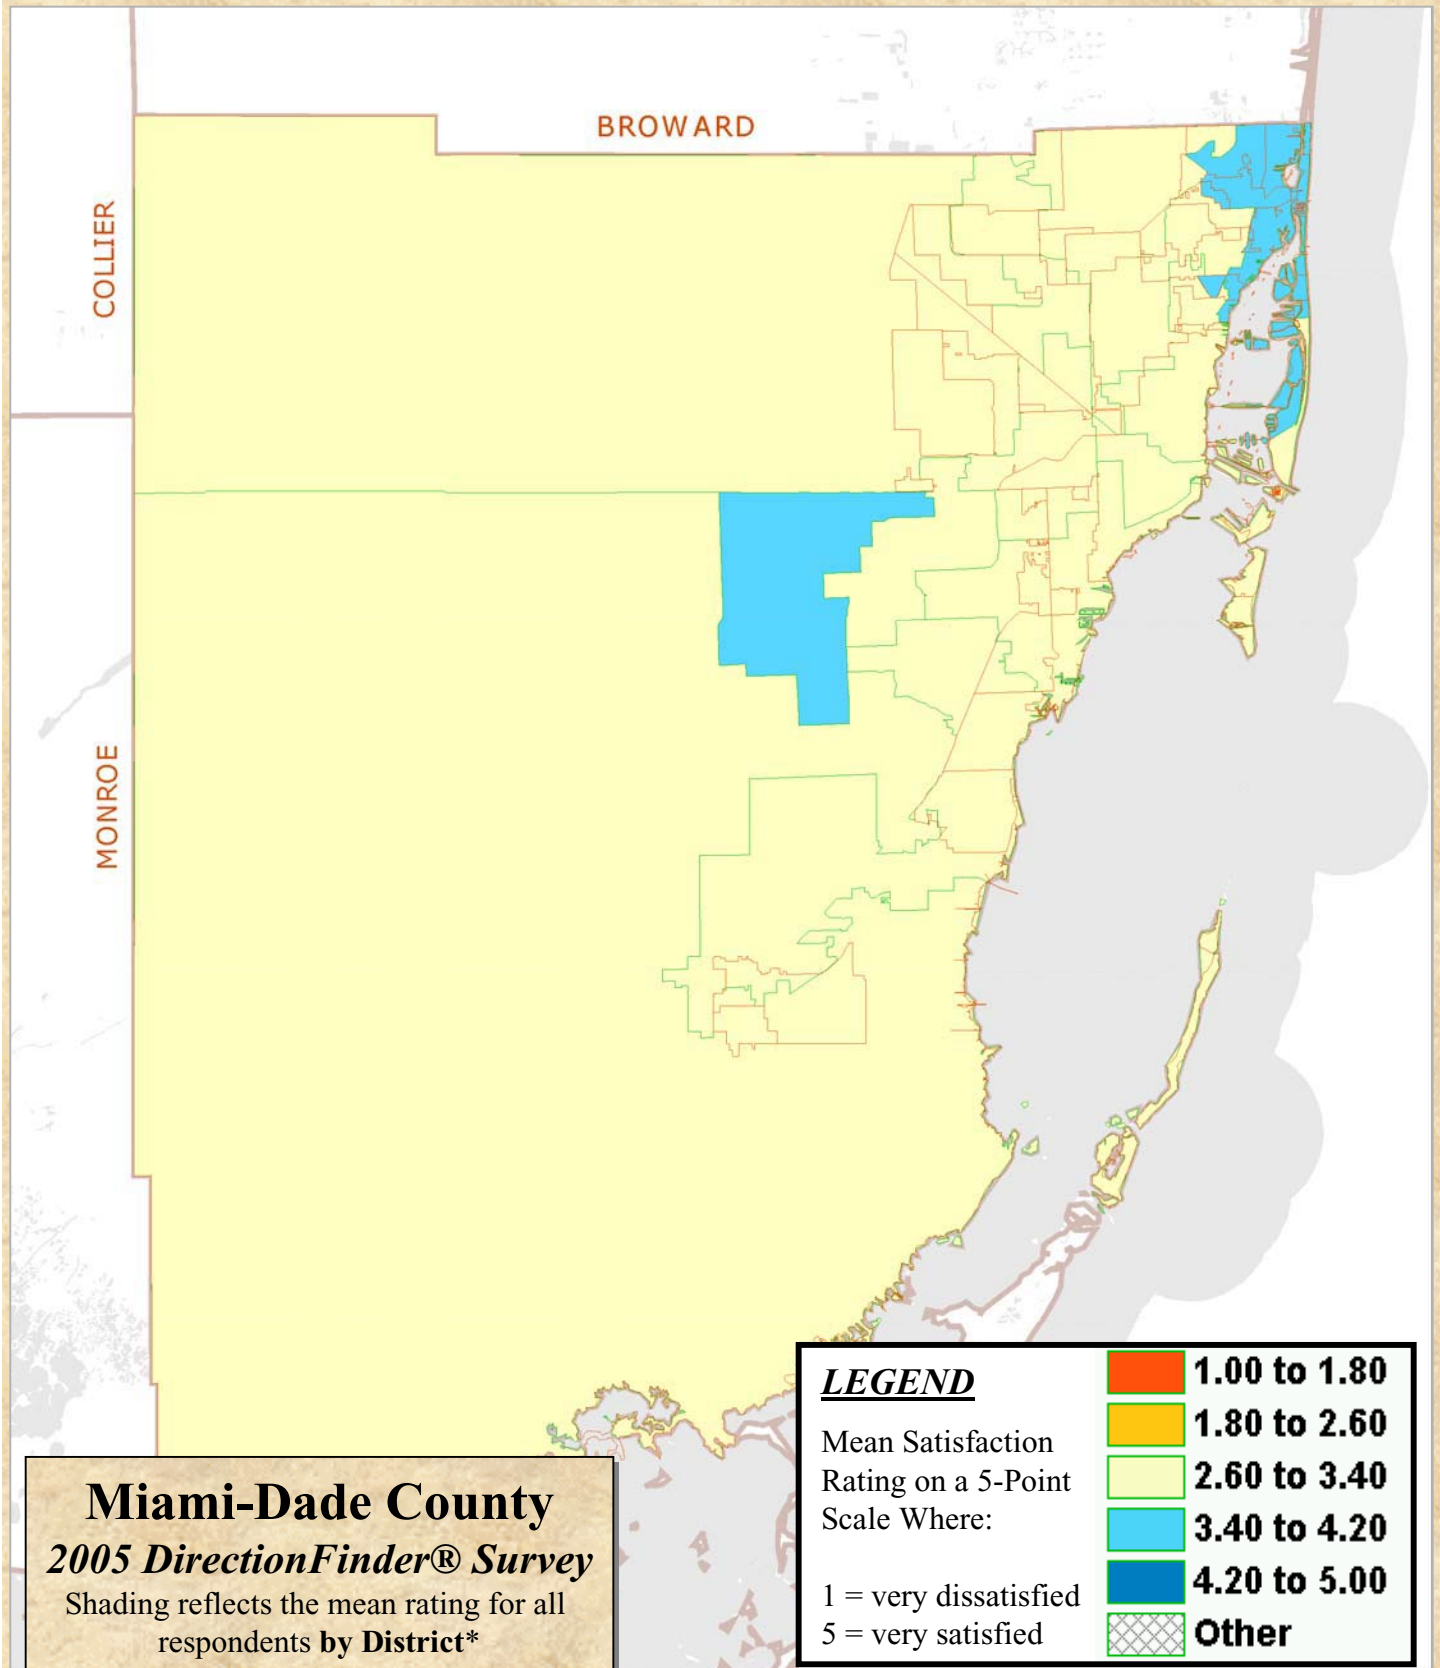 BROWARD
COLLIER
MONROE
LEGEND
Mean Satisfaction
Rating on a 5-Point
Scale Where:
1 = very dissatisfied
5 = very satisfied
1.00 to 1.80
1.80 to 2.60
2.60 to 3.40
3.40 to 4.20
4.20 to 5.00
Other
Miami-Dade County
2005 DirectionFinder® Survey
Shading reflects the mean rating for all
respondents by District*